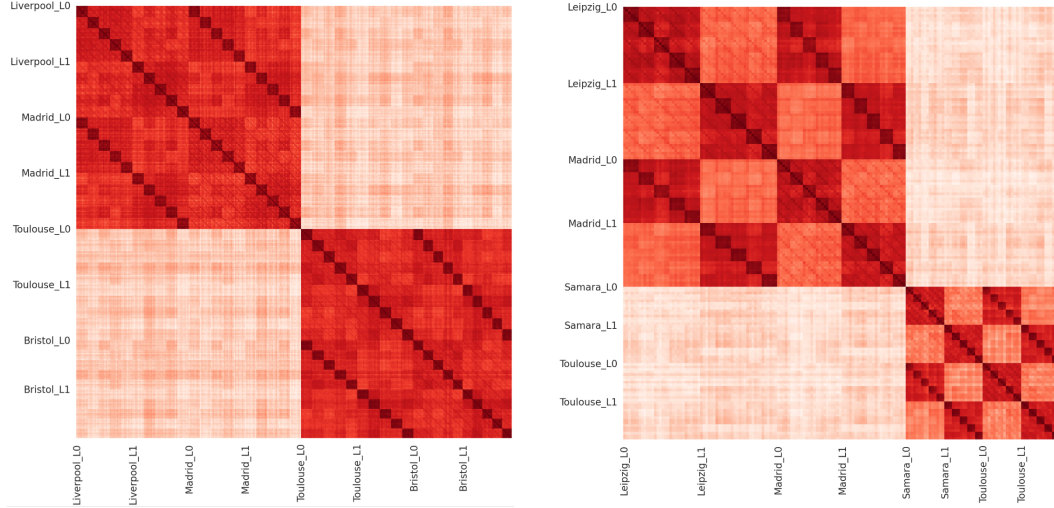 Liverpool_L0
Liverpool_L1
Madrid_L0
Madrid_L1
Toulouse_L0
Toulouse_L1
Bristol_L0
Bristol_L1
Liverpool_L0
Liverpool_L1
Madrid_L0
Madrid_L1
Toulouse_L0
Toulouse_L1
Bristol_L0
Bristol_L1
Leipzig_L0
Leipzig_L1
Madrid_L0
Madrid_L1
Samara_L0
Samara_L1
Toulouse_L0
Toulouse_L1
Leipzig_L0
Leipzig_L1
Madrid_L0
Madrid_L1
Samara_L0
Samara_L1
Toulouse_L0
Toulouse_L1